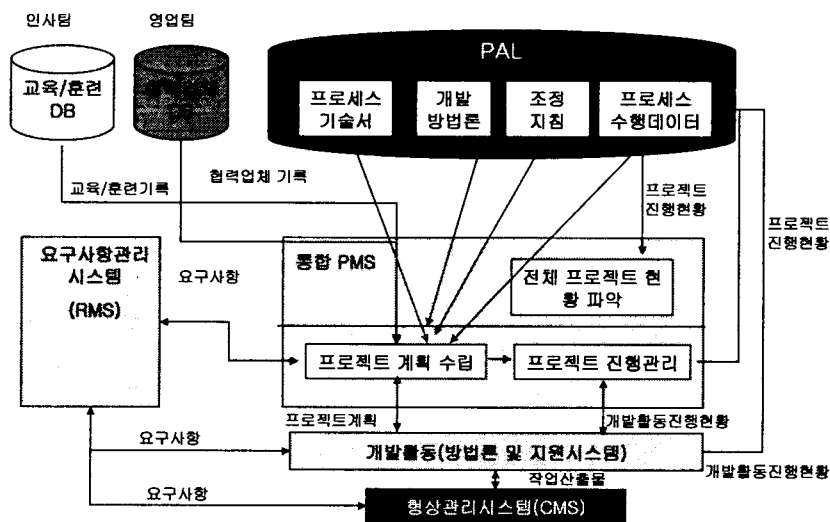 인사팀
영업팀
PAL
교육/훈련
DB
프로세스
기술서
개발
방법론
조정
지침
프로세스
수행데이터
교육/훈련기록
협력업체 기록
프로젝트
진행현황
프로젝트
진행현황
요구사항관리
시스템
(RMS)
요구사항
통합 PMS
전체 프로젝트 현
황 파악
프로젝트 계획 수립
프로젝트 진행관리
프로젝트계획
개발활동진행현황
요구사항
개발활동(방법론 및 지원시스템)
개발활동진행현황
작업산출물
요구사항
형상관리시스템(CMS)